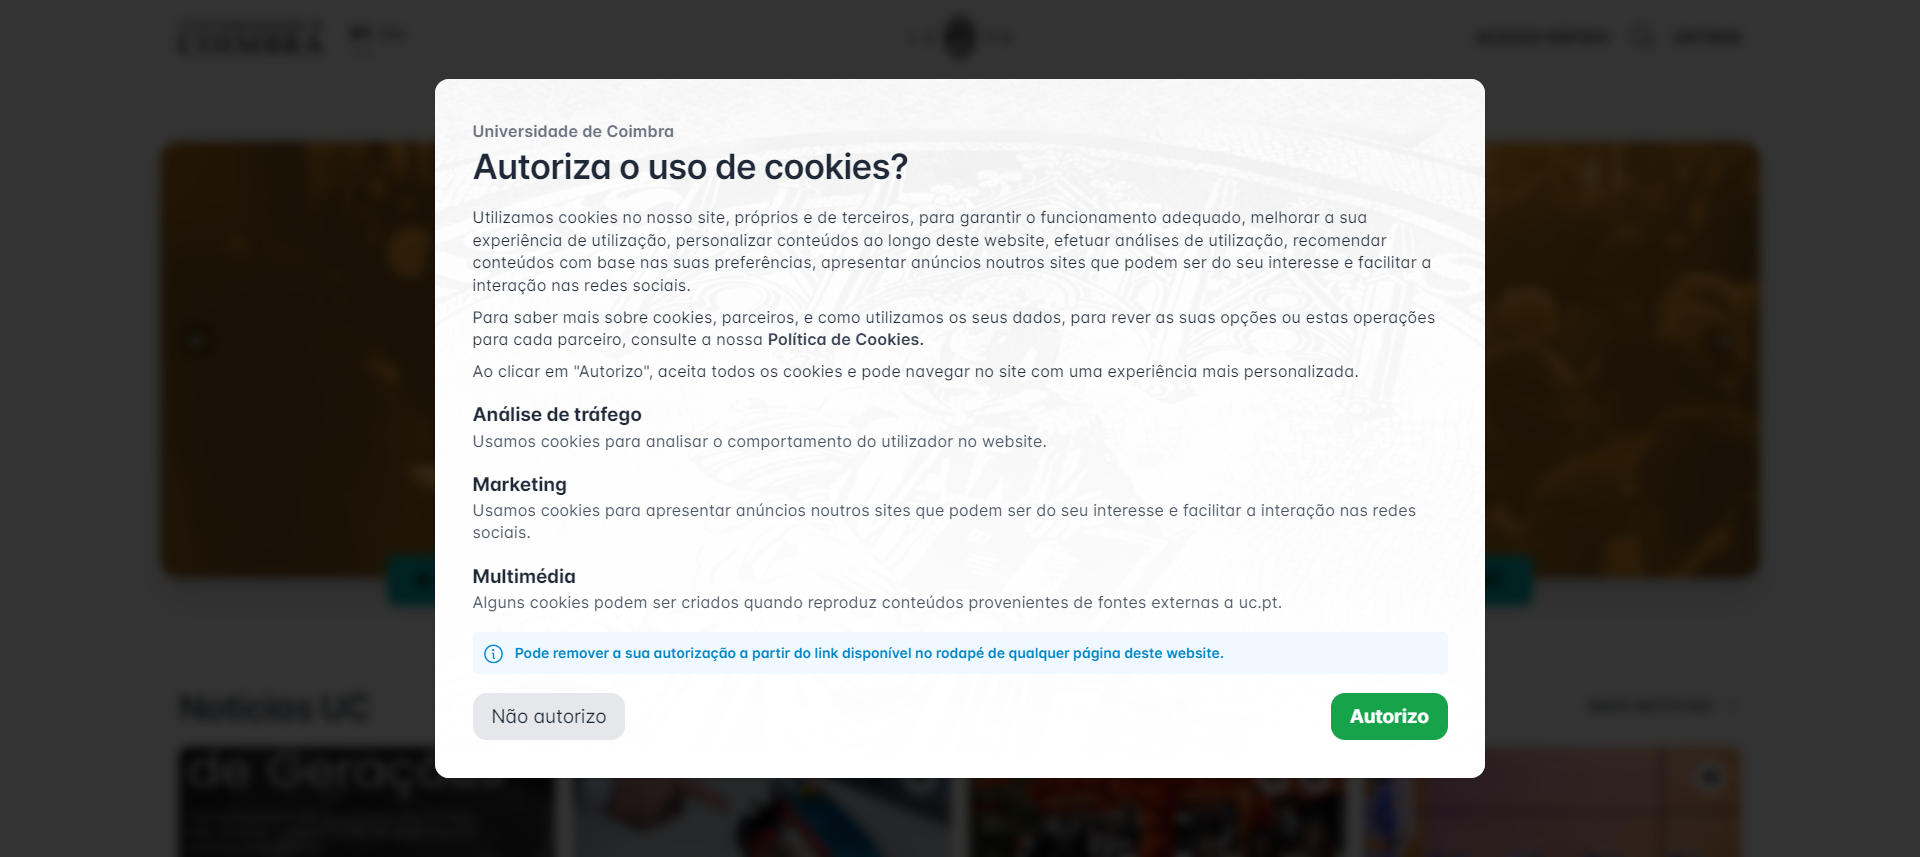 COIMBRA
Universidade de Coimbra
Autoriza o uso de cookies?
Utilizamos cookies no nosso site, próprios e de terceiros, para garantir o funcionamento adequado, melhorar a sua
experiência de utilização, personalizar conteúdos ao longo deste website, efetuar análises de utilização, recomendar
conteúdos com base nas suas preferências, apresentar anúncios noutros sites que podem ser do seu interesse e facilitar a
interação nas redes sociais.
Para saber mais sobre cookies, parceiros, e como utilizamos os seus dados, para rever as suas opções ou estas operações
para cada parceiro, consulte a nossa Política de Cookies.
Ao clicar em "Autorizo", aceita todos os cookies e pode navegar no site com uma experiência mais personalizada.
Análise de tráfego
Usamos cookies para analisar o comportamento do utilizador no website.
Marketing
Usamos cookies para apresentar anúncios noutros sites que podem ser do seu interesse e facilitar a interação nas redes
sociais.
Multimédia
Alguns cookies podem ser criados quando reproduz conteúdos provenientes de fontes externas a uc.pt.
Pode remover a sua autorização a partir do link disponível no rodapé de qualquer página deste website.
Não autorizo
Autorizo
Notícias UC
de Geraç